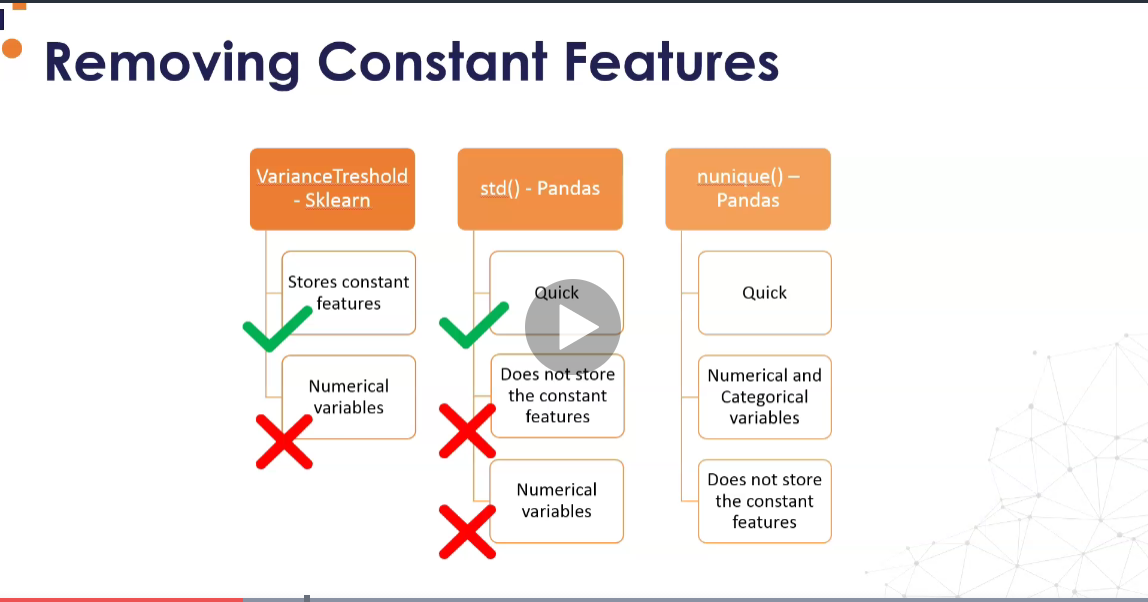 Removing Constant Features
VarianceTreshold
- Sklearn
Stores constant
features
Numerical
variables
std() - Pandas
Quick
Does not store
the constant
features
Numerical
variables
nunique() –
Pandas
Quick
Numerical and
Categorical
variables
Does not store
the constant
features